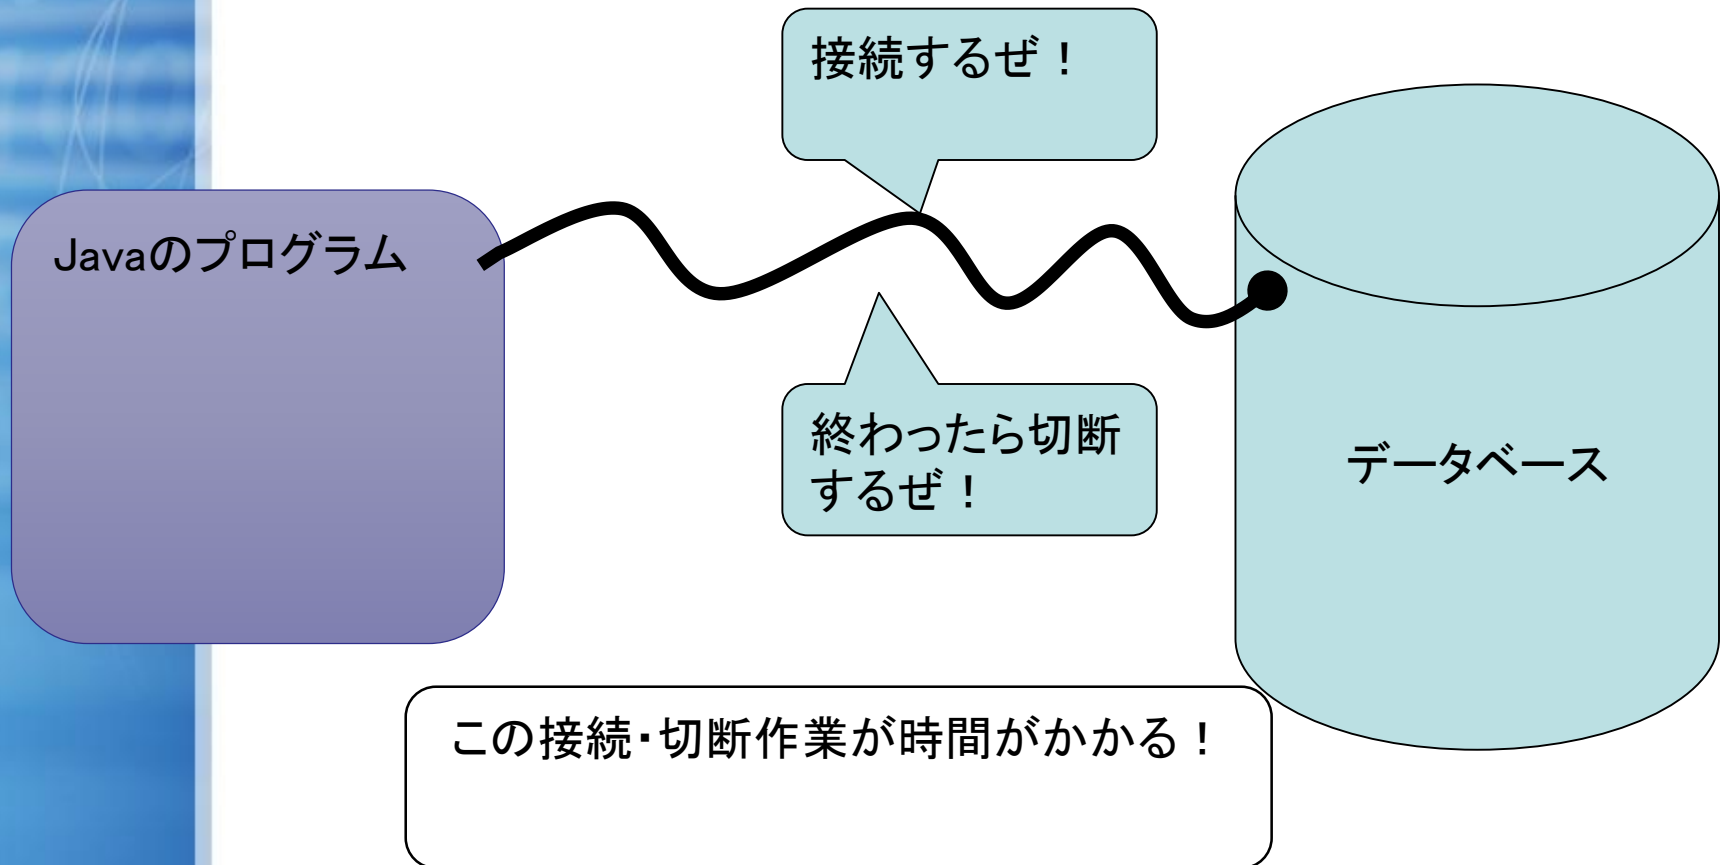 接続するぜ！
Javaのプログラム
終わったら切断
するぜ！
データベース
この接続・切断作業が時間がかかる！